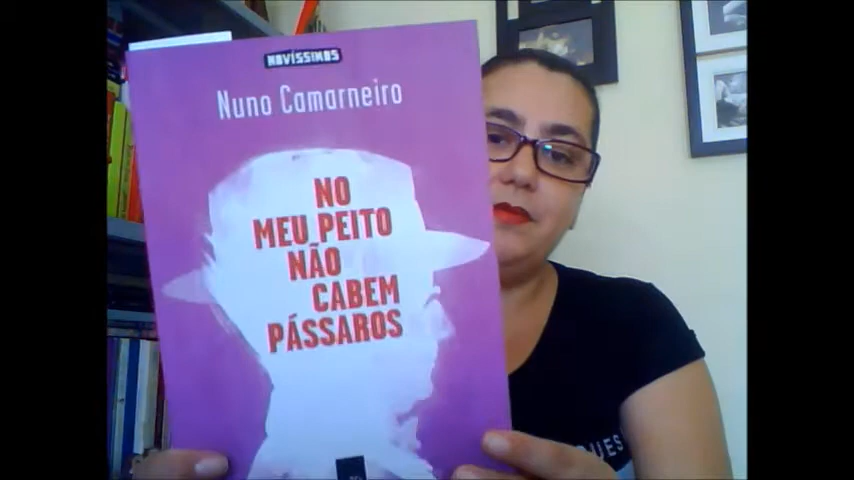 NOVÍSSIMOS
Nuno Camarneiro
NO
MEU PEITO
NÃO
CABEM
PÁSSAROS